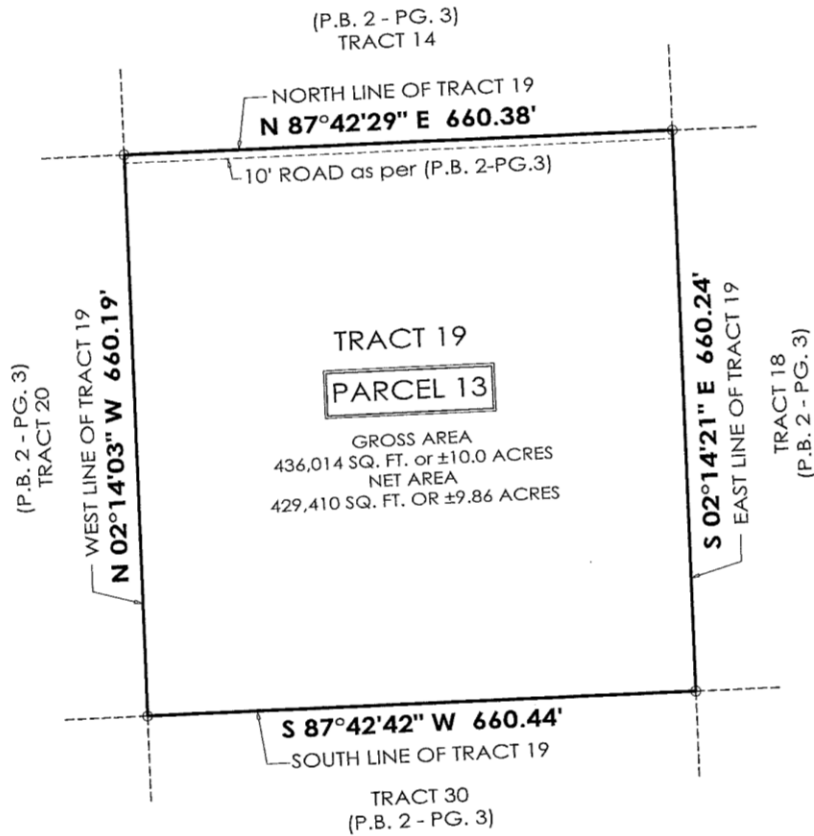 (P.B. 2 - PG. 3)
TRACT 14
NORTH LINE OF TRACT 19
N 87°42'29" E 660.38'
10' ROAD as per (P.B. 2-PG.3)
(P.B. 2 - PG. 3)
TRACT 20
WEST LINE OF TRACT 19
N 02°14'03" W 660.19'
TRACT 19
PARCEL 13
GROSS AREA
436,014 SQ. FT. or ±10.0 ACRES
NET AREA
429,410 SQ. FT. OR ±9.86 ACRES
S 02°14'21" E 660.24'
EAST LINE OF TRACT 19
TRACT 18
(P.B. 2 - PG. 3)
S 87°42'42" W 660.44'
SOUTH LINE OF TRACT 19
TRACT 30
(P.B. 2 - PG. 3)